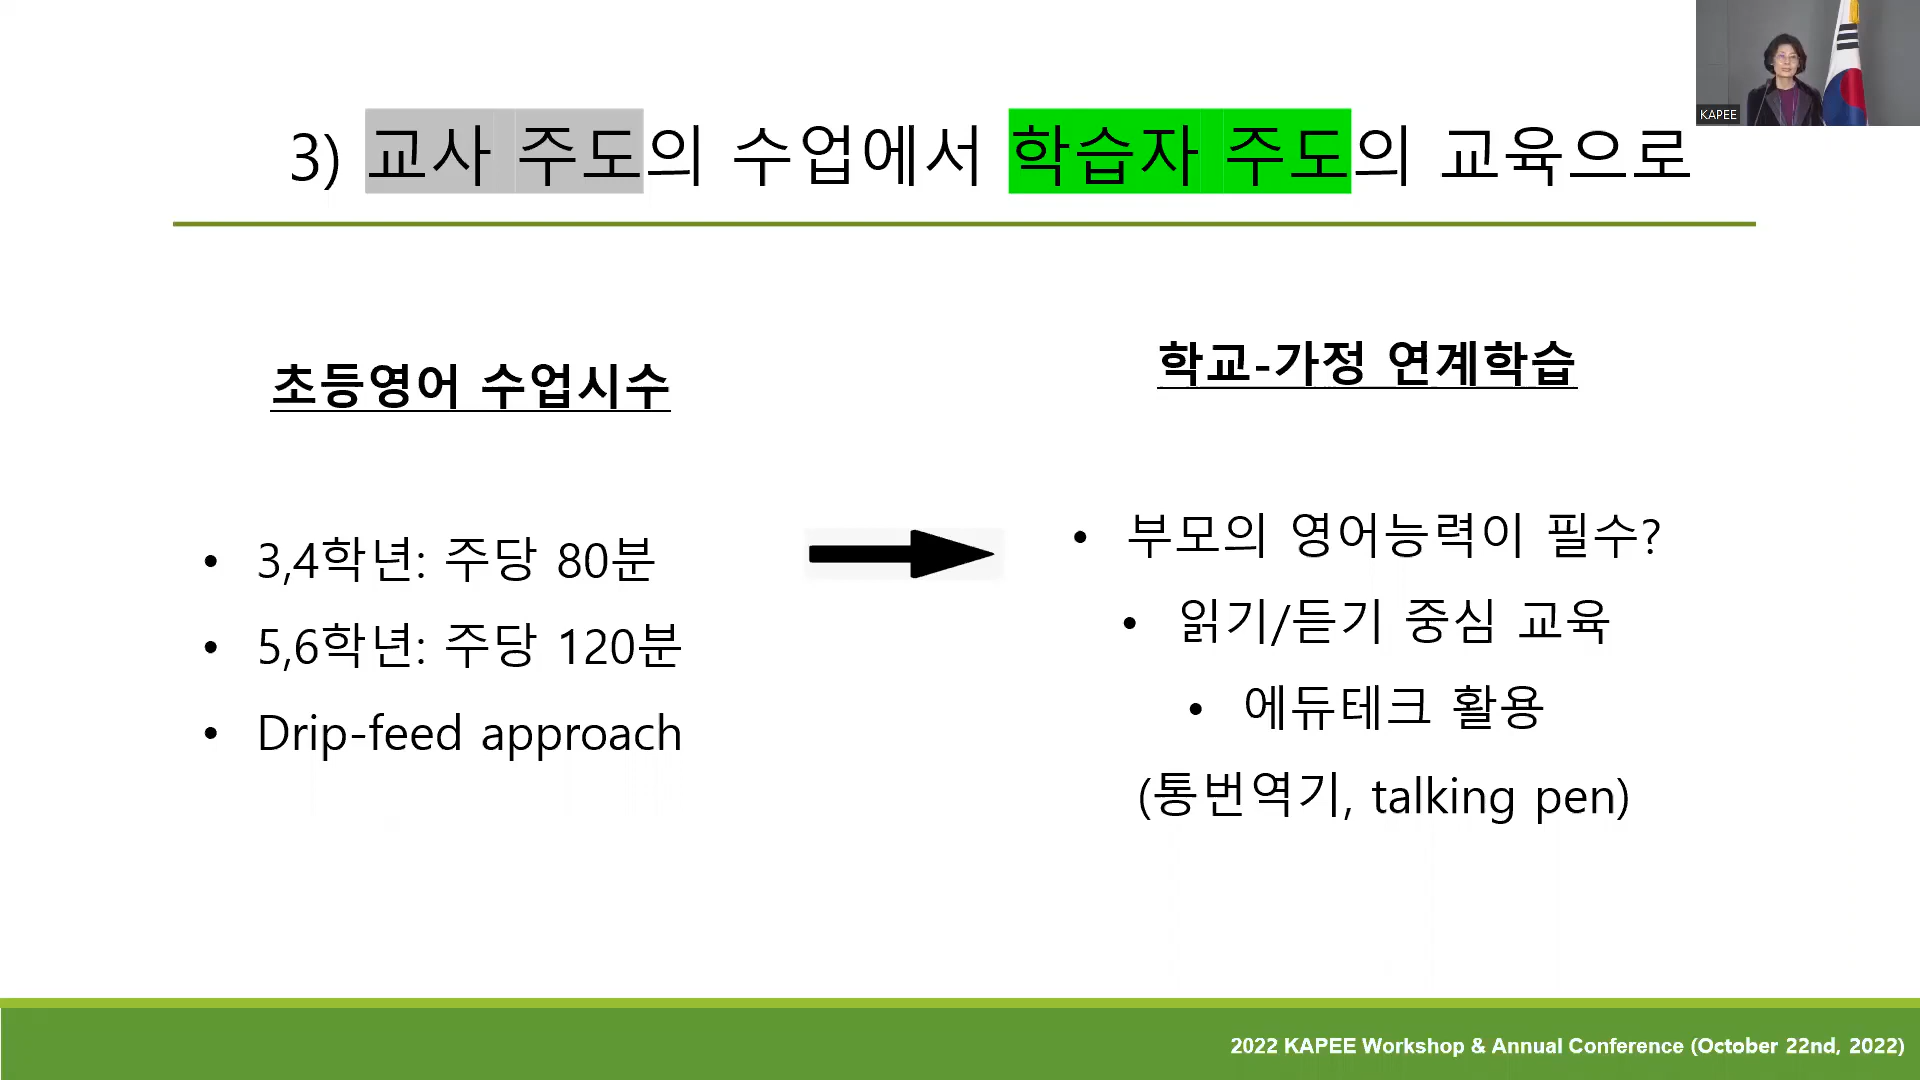 KAPEE
3) 교사 주도의 수업에서 학습자 주도의 교육으로
초등영어 수업시수
• 3,4학년: 주당 80분
• 5,6학년: 주당 120분
• Drip-feed approach
학교-가정 연계학습
• 부모의 영어능력이 필수?
• 읽기/듣기 중심 교육
• 에듀테크 활용
(통번역기, talking pen)
2022 KAPEE Workshop & Annual Conference (October 22nd, 2022)